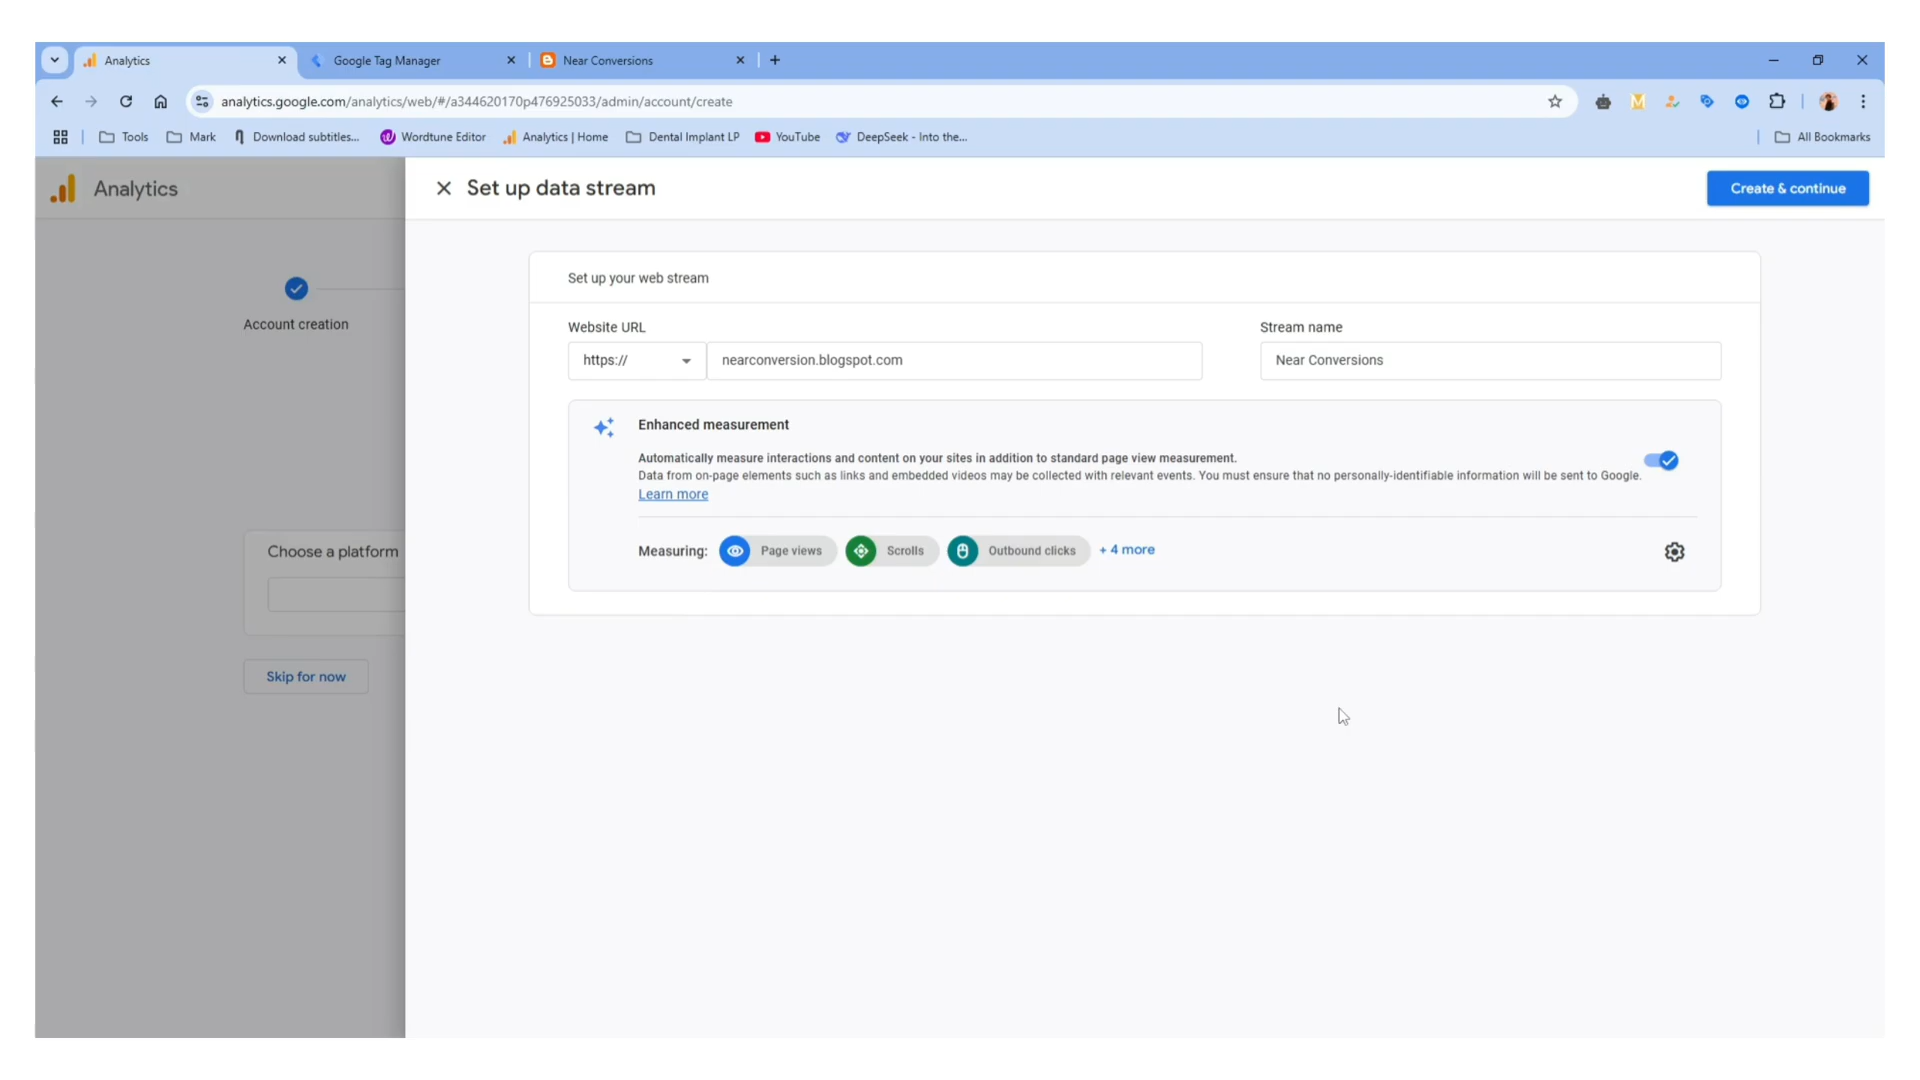 Analytics
Google Tag Manager
Near Conversions
analytics.google.com/analytics/web/#/a344620170p476925033/admin/account/create
Tools
Mark
Download subtitles...
Wordtune Editor
Analytics | Home
Dental Implant LP
YouTube
DeepSeek - Into the...
All Bookmarks
Analytics
Set up data stream
Create & continue
Account creation
Choose a platform
Skip for now
Set up your web stream
Website URL
Stream name
https://
nearconversion.blogspot.com
Near Conversions
Enhanced measurement
Automatically measure interactions and content on your sites in addition to standard page view measurement.
Data from on-page elements such as links and embedded videos may be collected with relevant events. You must ensure that no personally-identifiable information will be sent to Google.
Learn more
Measuring:
Page views
Scrolls
Outbound clicks
+ 4 more